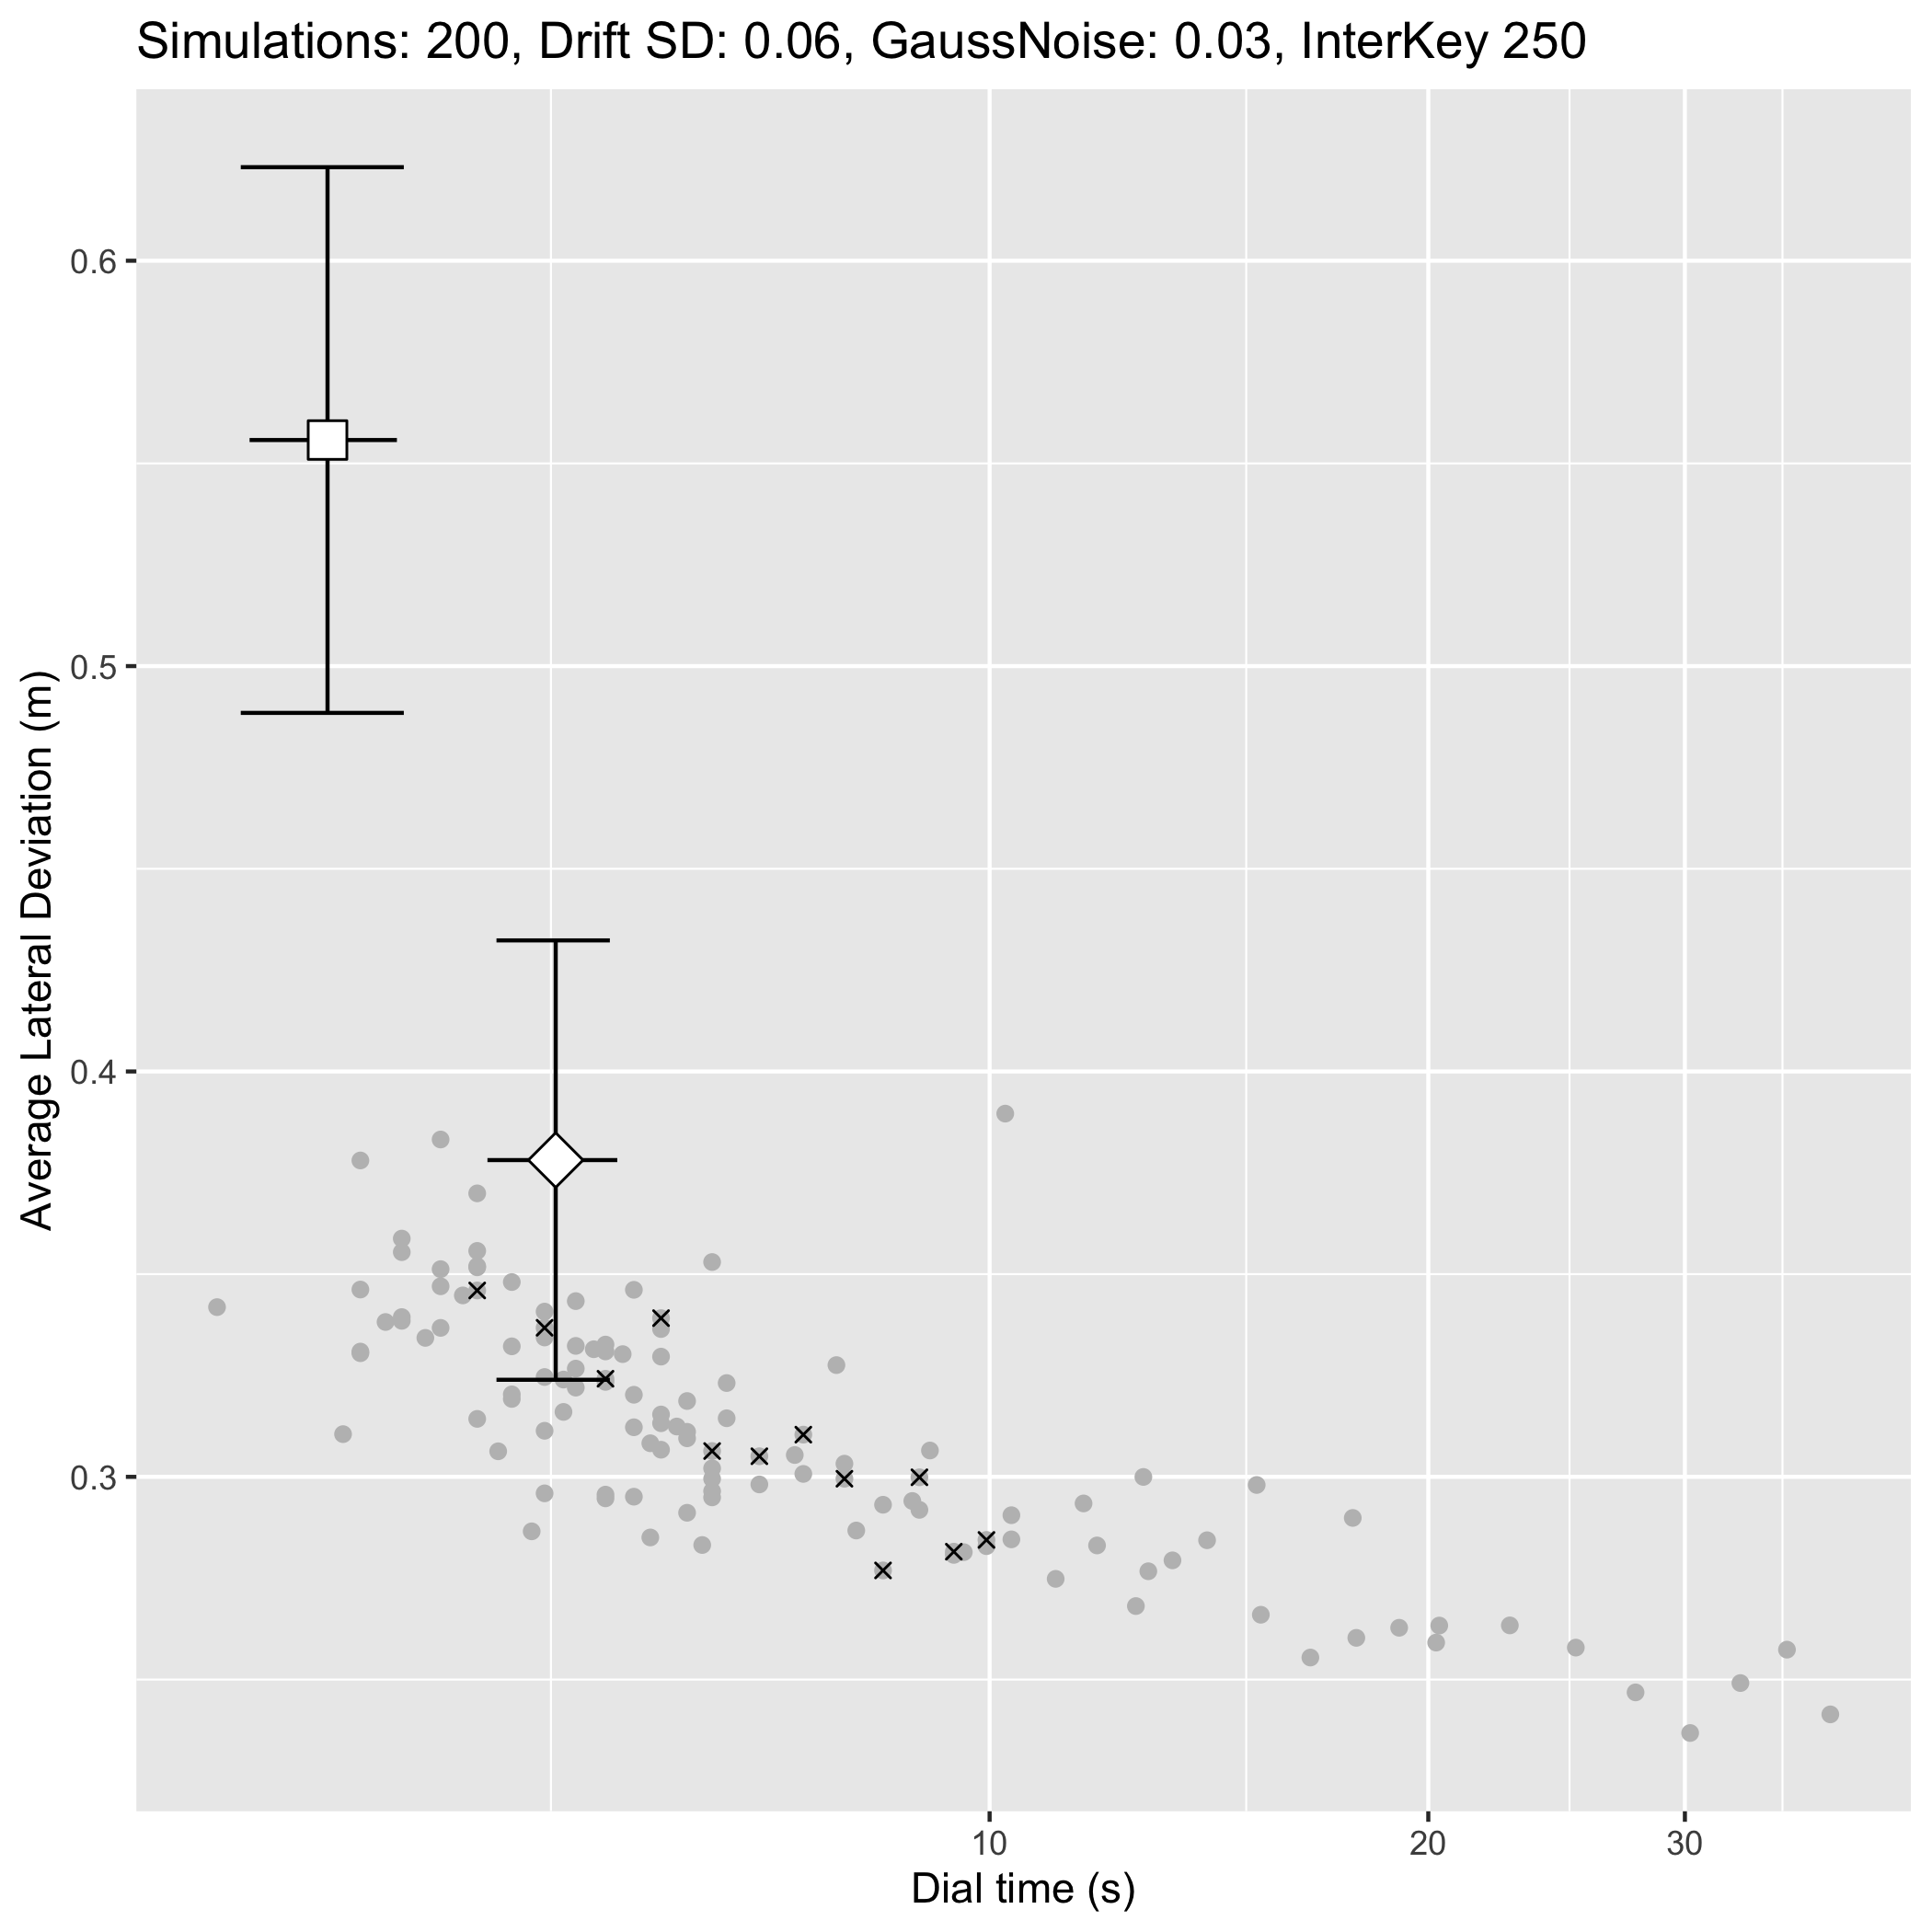 Simulations: 200, Drift SD: 0.06, GaussNoise: 0.03, InterKey 250
0.6
0.5
0.4
0.3
Average Lateral Deviation (m)
10
20
30
Dial time (s)